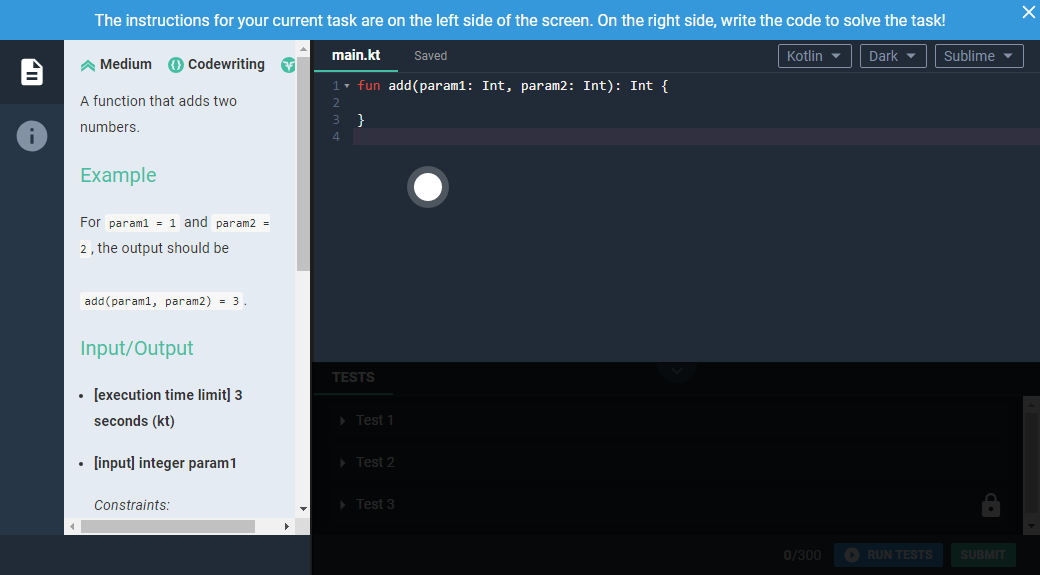 The instructions for your current task are on the left side of the screen. On the right side, write the code to solve the task!
Medium Codewriting
A function that adds two
numbers.
Example
For param1 = 1 and param2 =
2, the output should be
add(param1, param2) = 3.
Input/Output
• [execution time limit] 3
seconds (kt)
• [input] integer param1
Constraints:
main.kt Saved Kotlin Dark Sublime
1 fun add(param1: Int, param2: Int): Int {
2
3 }
4
TESTS
Test 1
Test 2
Test 3
0/300 RUN TESTS SUBMIT